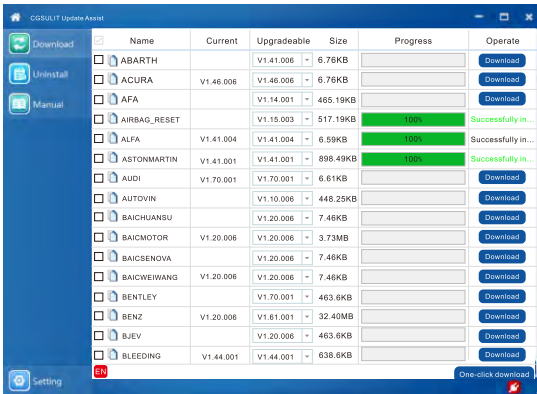 CGSULIT Update Assist
Download
Uninstall
Manual
Setting
Name Current Upgradeable Size Progress Operate
ABARTH V1.41.006 6.76KB Download
ACURA V1.46.006 V1.46.006 6.76KB Download
AFA V1.14.001 465.19KB Download
AIRBAG_RESET V1.15.003 517.19KB 100% Successfully in...
ALFA V1.41.004 V1.41.004 6.59KB 100% Successfully in...
ASTONMARTIN V1.41.001 V1.41.001 898.49KB 100% Successfully in...
AUDI V1.70.001 V1.70.001 6.61KB Download
AUTOVIN V1.10.006 448.25KB Download
BAICHUANSU V1.20.006 7.46KB Download
BAICMOTOR V1.20.006 V1.20.006 3.73MB Download
BAICSENOVA V1.20.006 7.46KB Download
BAICWEIWANG V1.20.006 V1.20.006 7.46KB Download
BENTLEY V1.70.001 463.6KB Download
BENZ V1.20.006 V1.61.001 32.40MB Download
BJEV V1.20.006 463.6KB Download
BLEEDING V1.44.001 V1.44.001 638.6KB Download
EN
One-click download